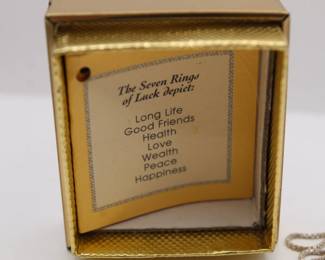 The Seven Rings
of Luck depict:
Long Life
Good Friends
Health
Love
Wealth
Peace
Happiness